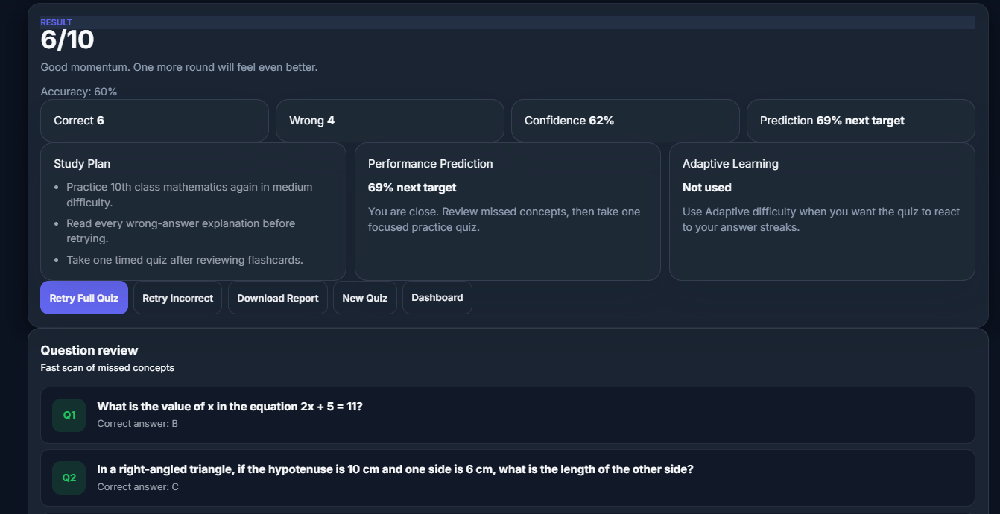 RESULT
6/10
Good momentum. One more round will feel even better.
Accuracy: 60%
Correct 6
Wrong 4
Confidence 62%
Prediction 69% next target
Study Plan
• Practice 10th class mathematics again in medium
difficulty.
• Read every wrong-answer explanation before
retrying.
• Take one timed quiz after reviewing flashcards.
Performance Prediction
69% next target
You are close. Review missed concepts, then take one
focused practice quiz.
Adaptive Learning
Not used
Use Adaptive difficulty when you want the quiz to react
to your answer streaks.
Retry Full Quiz
Retry Incorrect
Download Report
New Quiz
Dashboard
Question review
Fast scan of missed concepts
Q1
What is the value of x in the equation 2x + 5 = 11?
Correct answer: B
Q2
In a right-angled triangle, if the hypotenuse is 10 cm and one side is 6 cm, what is the length of the other side?
Correct answer: C